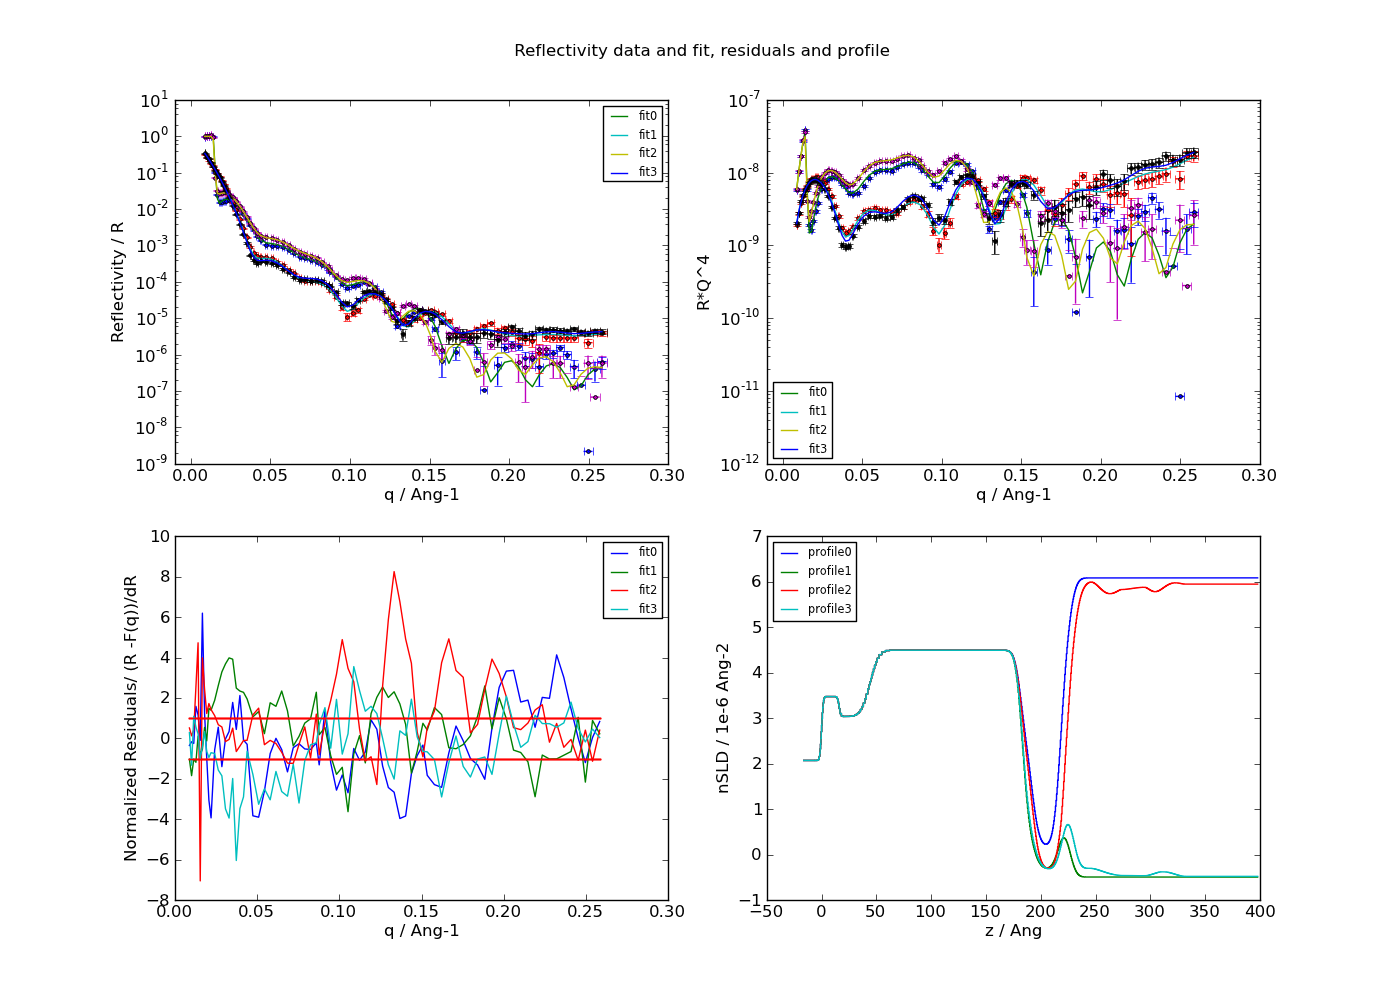 Reflectivity data and fit, residuals and profile
10^1
10^0
10^-1
10^-2
10^-3
10^-4
10^-5
10^-6
10^-7
10^-8
10^-9
Reflectivity / R
0.00 0.05 0.10 0.15 0.20 0.25 0.30
q / Ang-1
fit0
fit1
fit2
fit3
10^-7
10^-8
10^-9
10^-10
10^-11
10^-12
R*Q^4
0.00 0.05 0.10 0.15 0.20 0.25 0.30
q / Ang-1
fit0
fit1
fit2
fit3
10
8
6
4
2
0
−2
−4
−6
−8
Normalized Residuals/ (R -F(q))/dR
0.00 0.05 0.10 0.15 0.20 0.25 0.30
q / Ang-1
fit0
fit1
fit2
fit3
7
6
5
4
3
2
1
0
−1
nSLD / 1e-6 Ang-2
−50 0 50 100 150 200 250 300 350 400
z / Ang
profile0
profile1
profile2
profile3